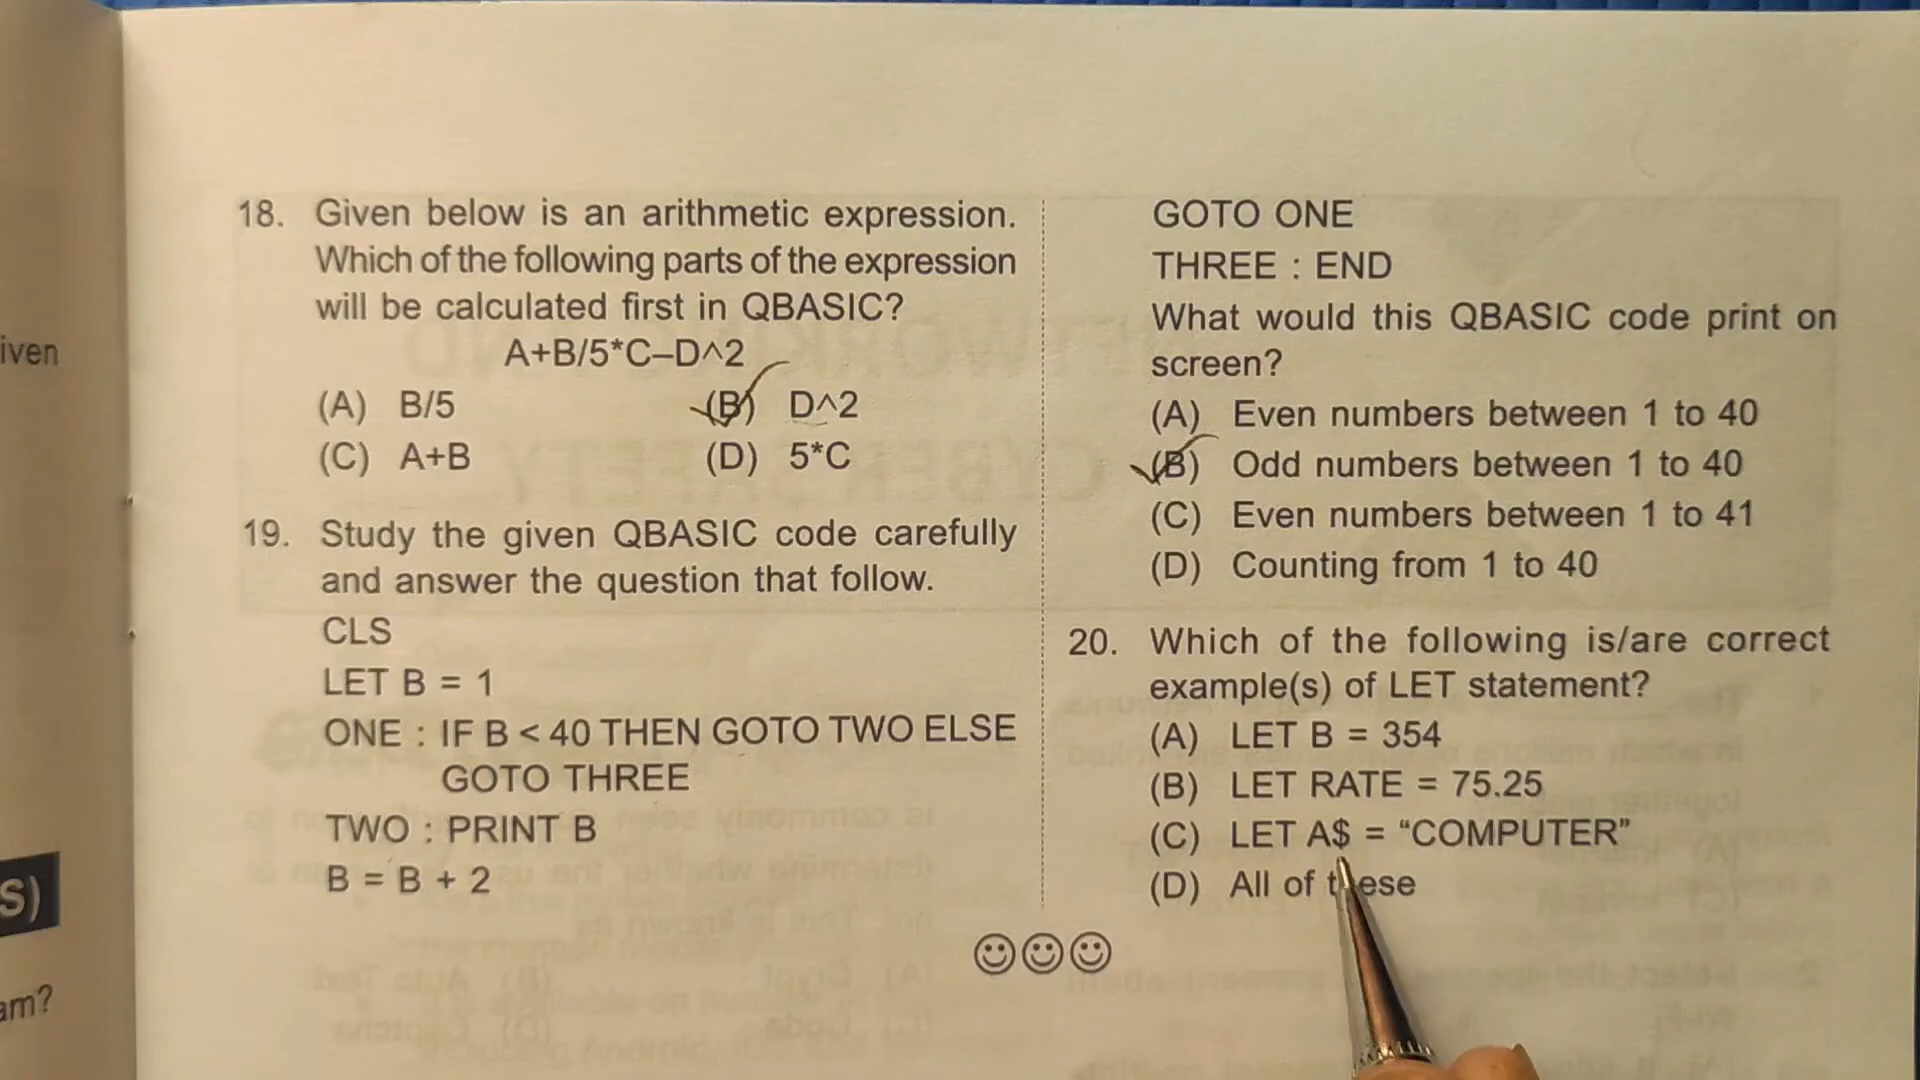 18. Given below is an arithmetic expression.
Which of the following parts of the expression
will be calculated first in QBASIC?
A+B/5*C–D^2
(A) B/5 (B) D^2
(C) A+B (D) 5*C
19. Study the given QBASIC code carefully
and answer the question that follow.
CLS
LET B = 1
ONE : IF B < 40 THEN GOTO TWO ELSE
GOTO THREE
TWO : PRINT B
B = B + 2
GOTO ONE
THREE : END
What would this QBASIC code print on
screen?
(A) Even numbers between 1 to 40
(B) Odd numbers between 1 to 40
(C) Even numbers between 1 to 41
(D) Counting from 1 to 40
20. Which of the following is/are correct
example(s) of LET statement?
(A) LET B = 354
(B) LET RATE = 75.25
(C) LET A$ = “COMPUTER”
(D) All of these
iven
S)
am?